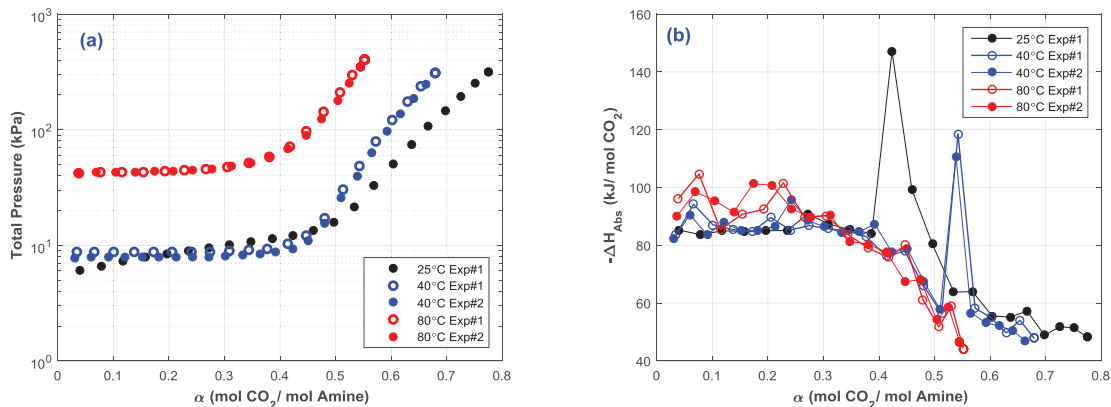 (a)
Total Pressure (kPa)
10³
10²
10¹
10⁰
25°C Exp#1
40°C Exp#1
40°C Exp#2
80°C Exp#1
80°C Exp#2
0 0.1 0.2 0.3 0.4 0.5 0.6 0.7 0.8
α (mol CO₂/ mol Amine)
(b)
-ΔH_Abs (kJ/ mol CO₂)
160
140
120
100
80
60
40
25°C Exp#1
40°C Exp#1
40°C Exp#2
80°C Exp#1
80°C Exp#2
0 0.1 0.2 0.3 0.4 0.5 0.6 0.7 0.8
α (mol CO₂/ mol Amine)